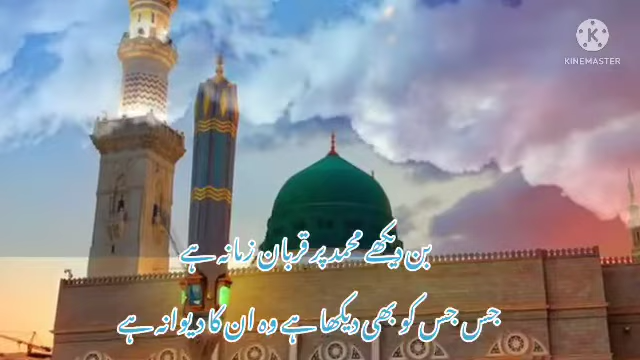 KINEMASTER
بن دیکھے محمد پر قربان زمانہ ہے
جس جس کو بھی دیکھا ہے وہ ان کا دیوانہ ہے